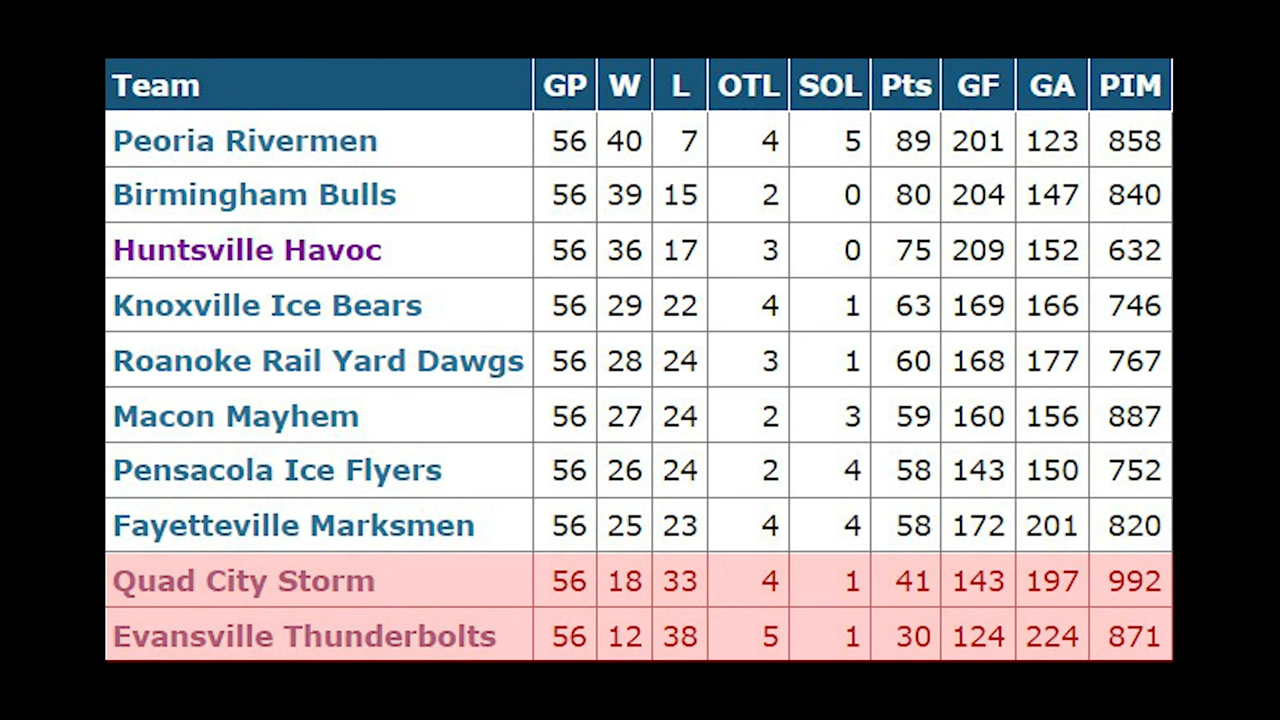 Team GP W L OTL SOL Pts GF GA PIM
Peoria Rivermen 56 40 7 4 5 89 201 123 858
Birmingham Bulls 56 39 15 2 0 80 204 147 840
Huntsville Havoc 56 36 17 3 0 75 209 152 632
Knoxville Ice Bears 56 29 22 4 1 63 169 166 746
Roanoke Rail Yard Dawgs 56 28 24 3 1 60 168 177 767
Macon Mayhem 56 27 24 2 3 59 160 156 887
Pensacola Ice Flyers 56 26 24 2 4 58 143 150 752
Fayetteville Marksmen 56 25 23 4 4 58 172 201 820
Quad City Storm 56 18 33 4 1 41 143 197 992
Evansville Thunderbolts 56 12 38 5 1 30 124 224 871